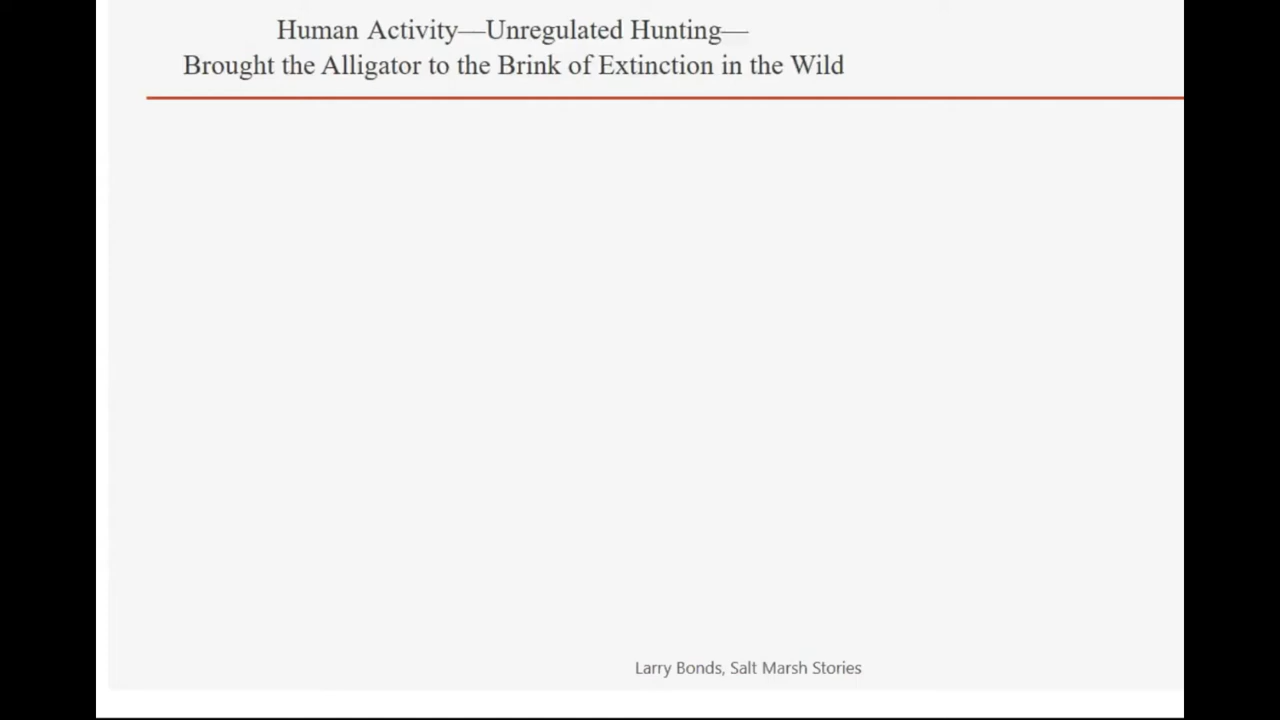 Human Activity—Unregulated Hunting—
Brought the Alligator to the Brink of Extinction in the Wild
Larry Bonds, Salt Marsh Stories